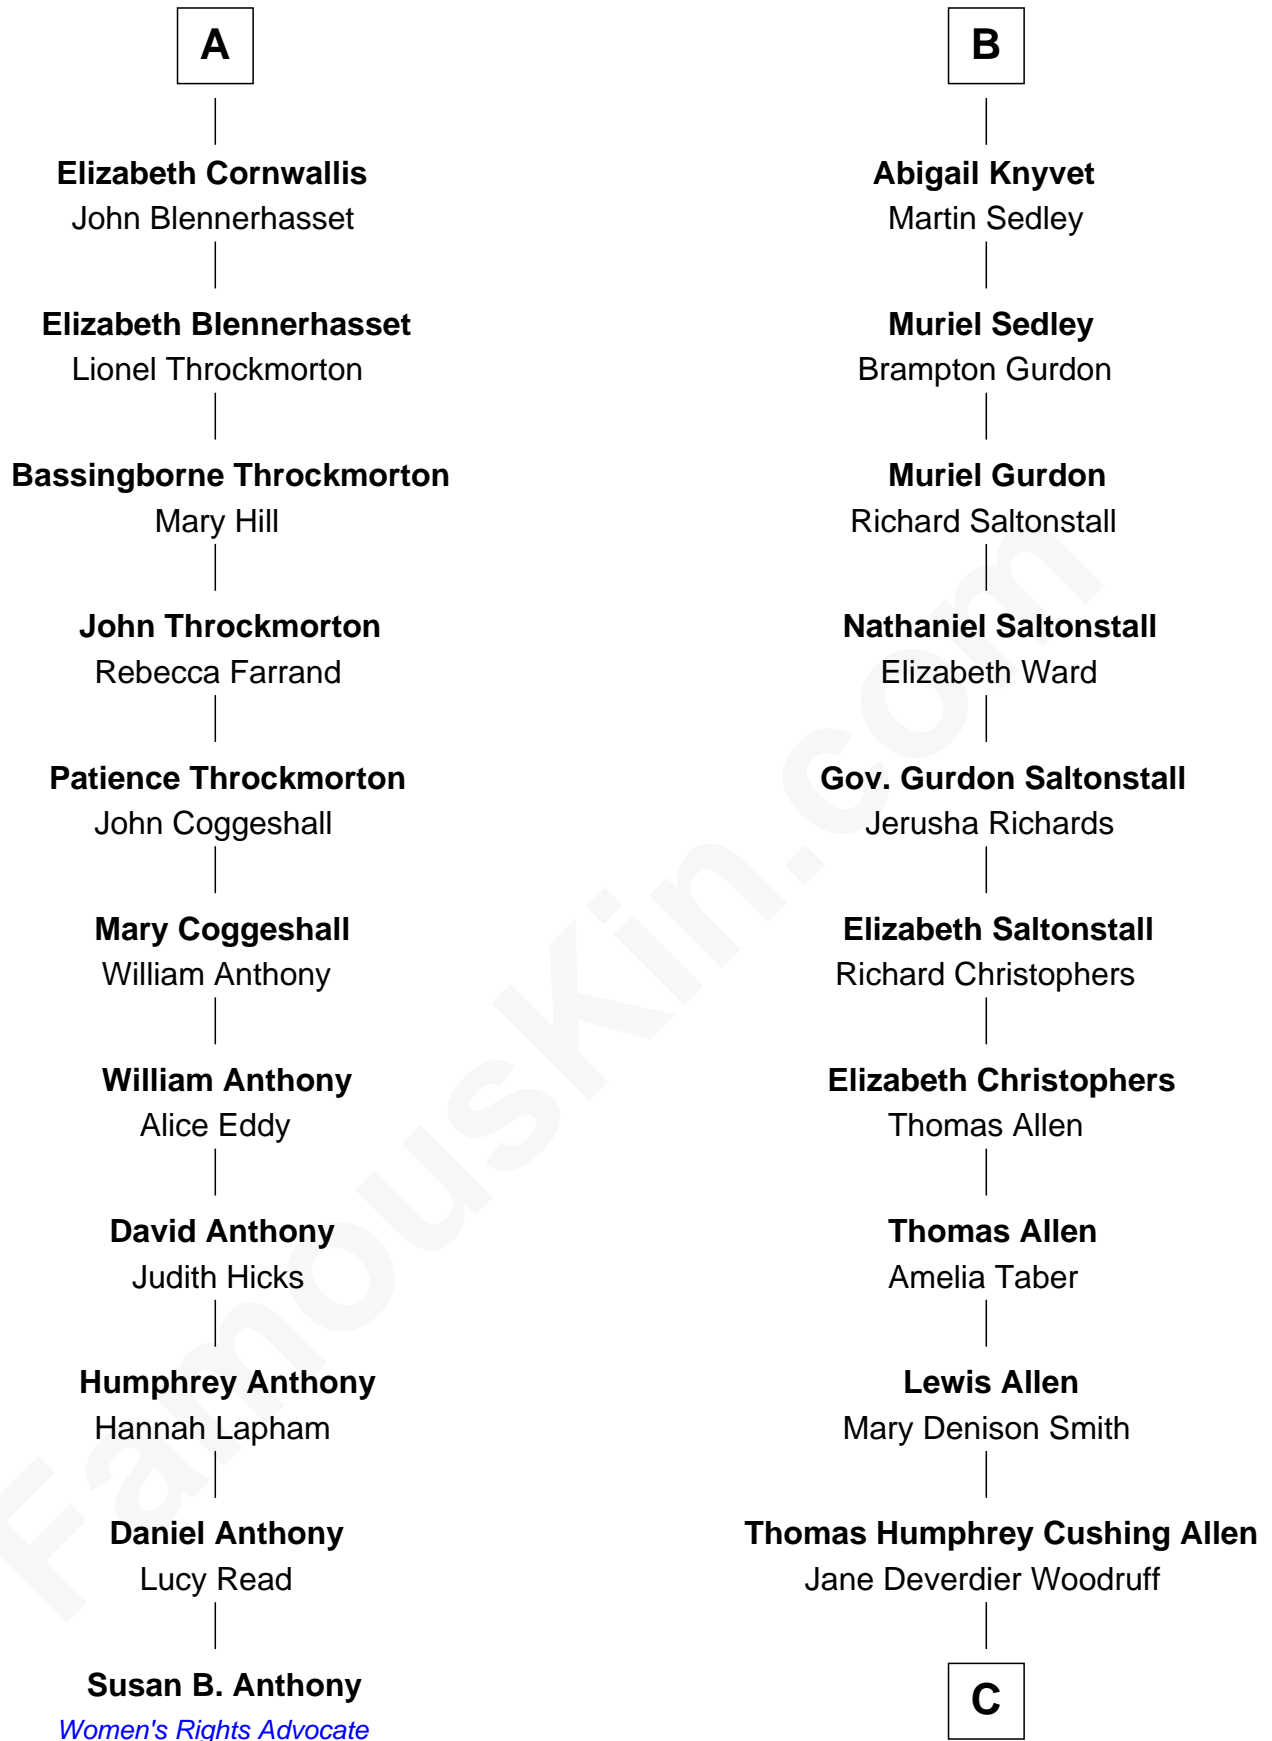 A
Elizabeth Cornwallis
John Blennerhasset
Elizabeth Blennerhasset
Lionel Throckmorton
Bassingborne Throckmorton
Mary Hill
John Throckmorton
Rebecca Farrand
Patience Throckmorton
John Coggeshall
Mary Coggeshall
William Anthony
William Anthony
Alice Eddy
David Anthony
Judith Hicks
Humphrey Anthony
Hannah Lapham
Daniel Anthony
Lucy Read
Susan B. Anthony
Women's Rights Advocate
B
Abigail Knyvet
Martin Sedley
Muriel Sedley
Brampton Gurdon
Muriel Gurdon
Richard Saltonstall
Nathaniel Saltonstall
Elizabeth Ward
Gov. Gurdon Saltonstall
Jerusha Richards
Elizabeth Saltonstall
Richard Christophers
Elizabeth Christophers
Thomas Allen
Thomas Allen
Amelia Taber
Lewis Allen
Mary Denison Smith
Thomas Humphrey Cushing Allen
Jane Deverdier Woodruff
C
FamousKin.com